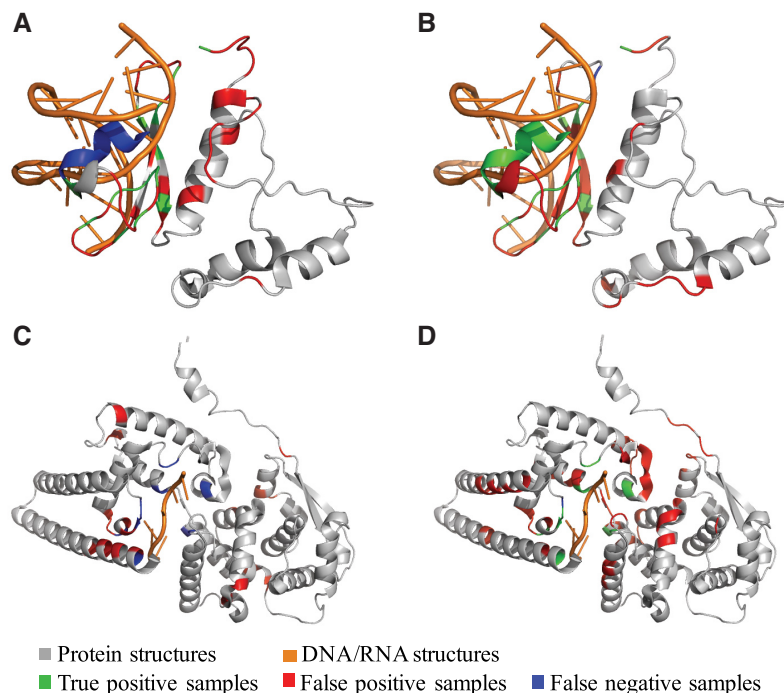 A
B
C
D
Protein structures
DNA/RNA structures
True positive samples
False positive samples
False negative samples